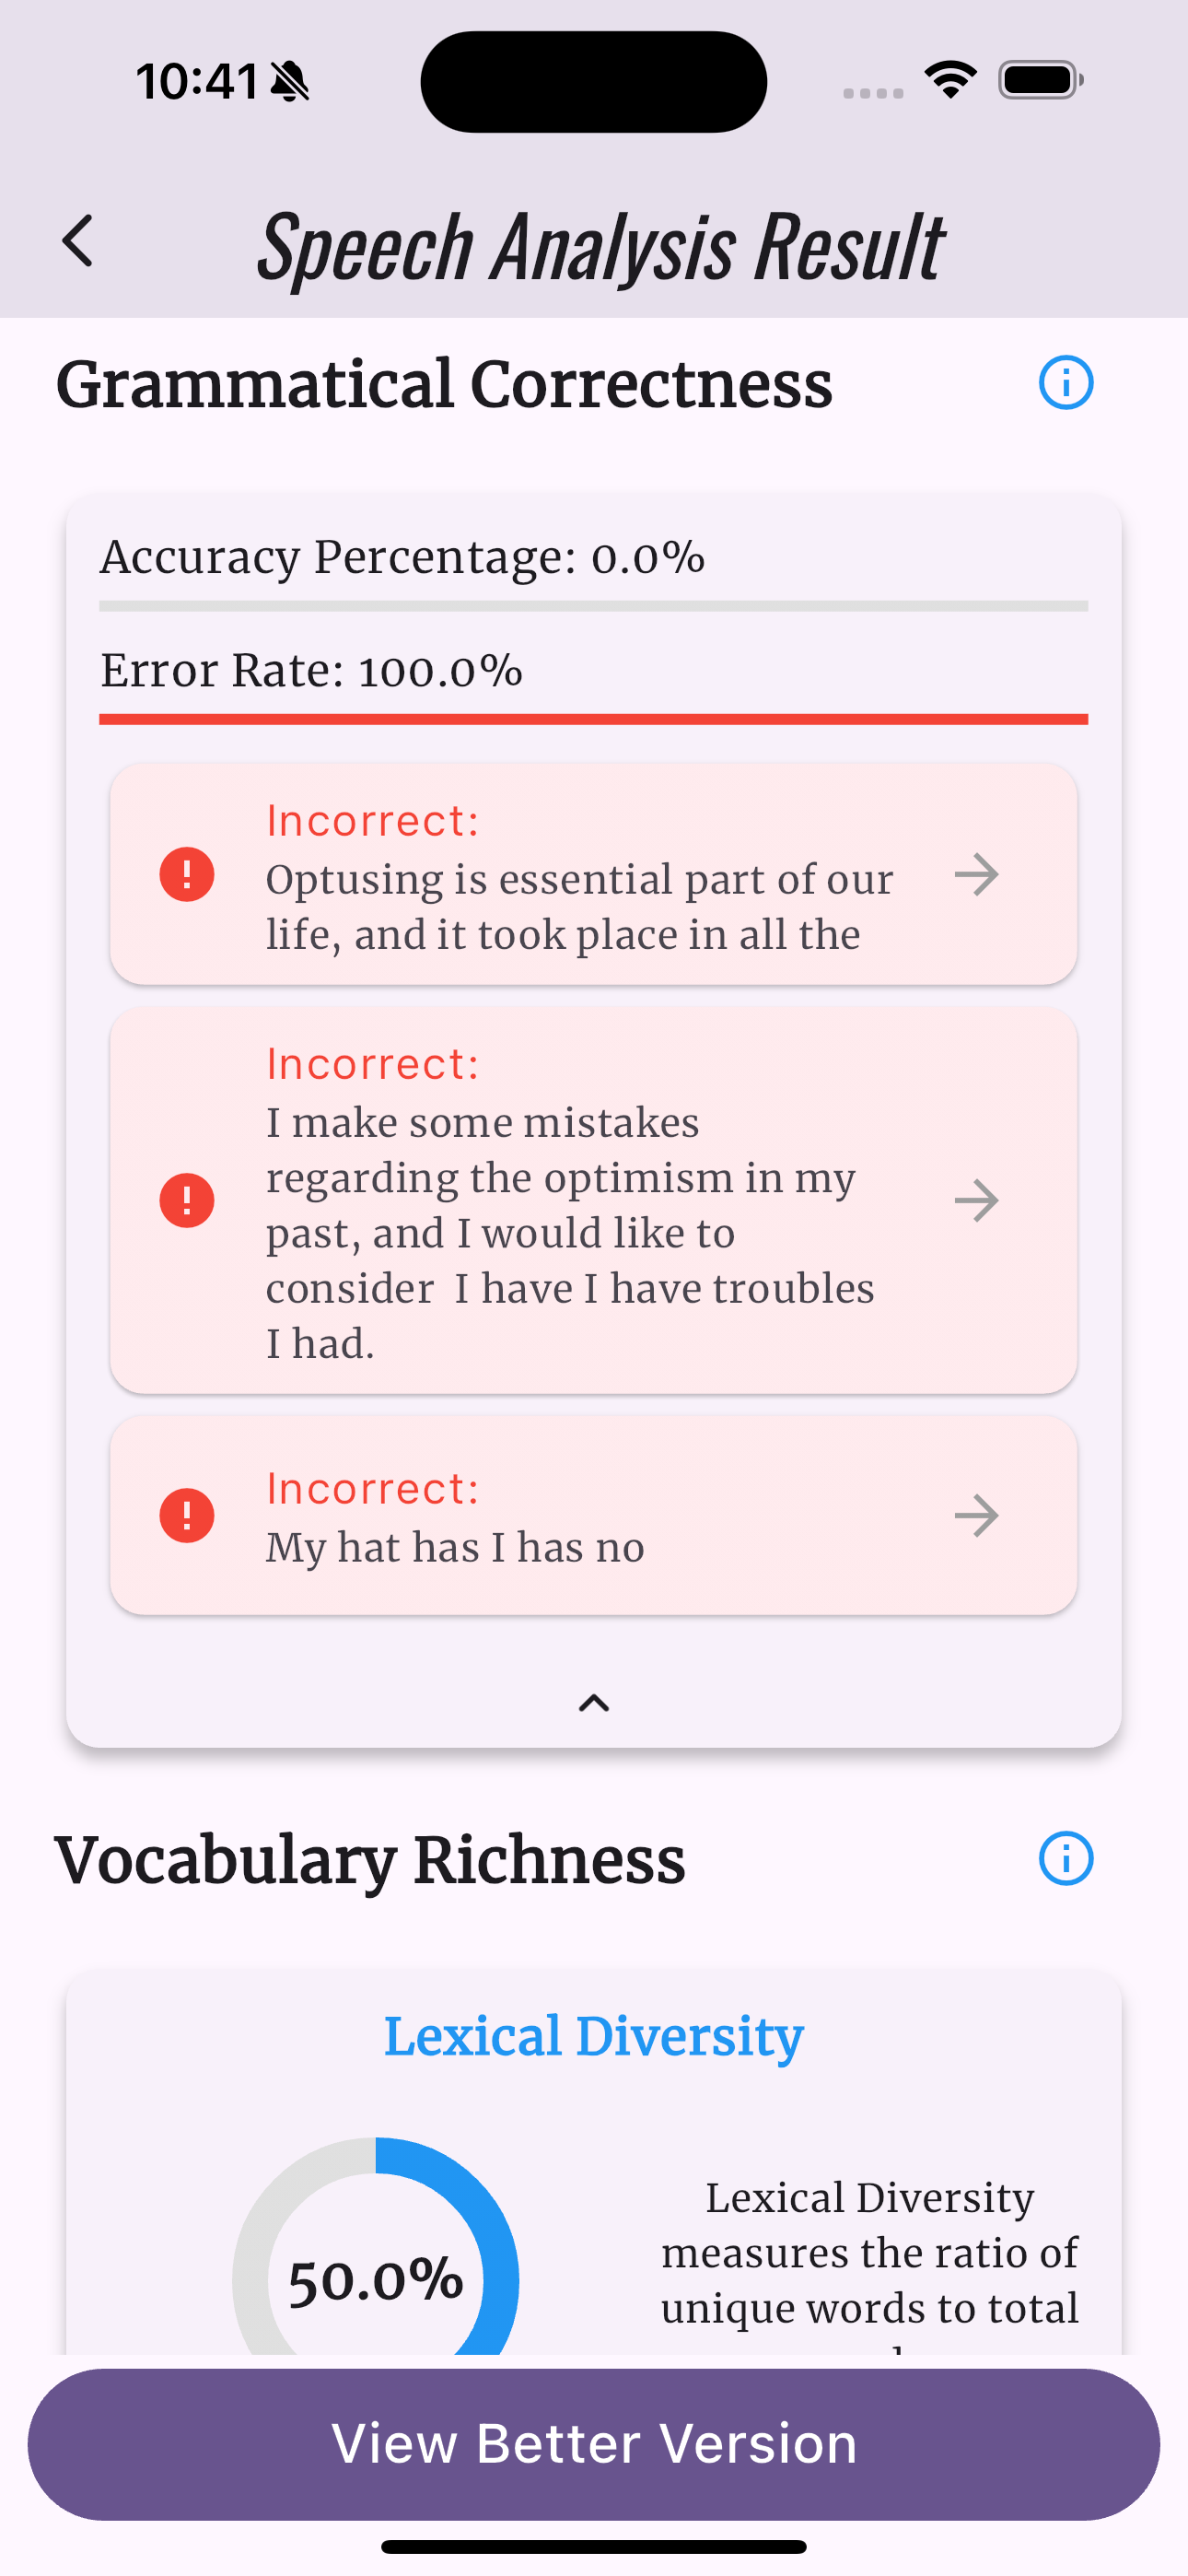 10:41
Speech Analysis Result
Grammatical Correctness
Accuracy Percentage: 0.0%
Error Rate: 100.0%
Incorrect:
Optusing is essential part of our
life, and it took place in all the
Incorrect:
I make some mistakes
regarding the optimism in my
past, and I would like to
consider  I have I have troubles
I had.
Incorrect:
My hat has I has no
Vocabulary Richness
Lexical Diversity
50.0%
Lexical Diversity
measures the ratio of
unique words to total
View Better Version